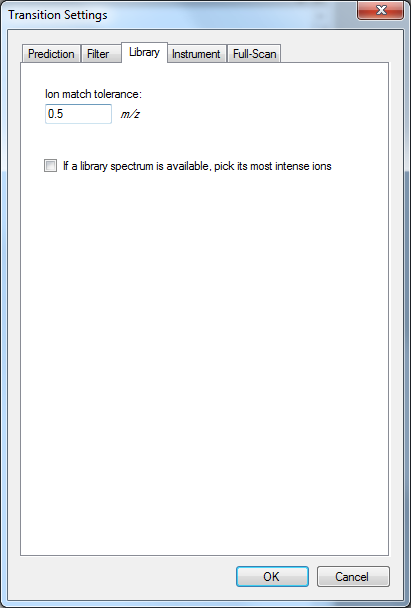 Transition Settings
Prediction Filter Library Instrument Full-Scan
Ion match tolerance:
0.5 m/z
If a library spectrum is available, pick its most intense ions
OK Cancel